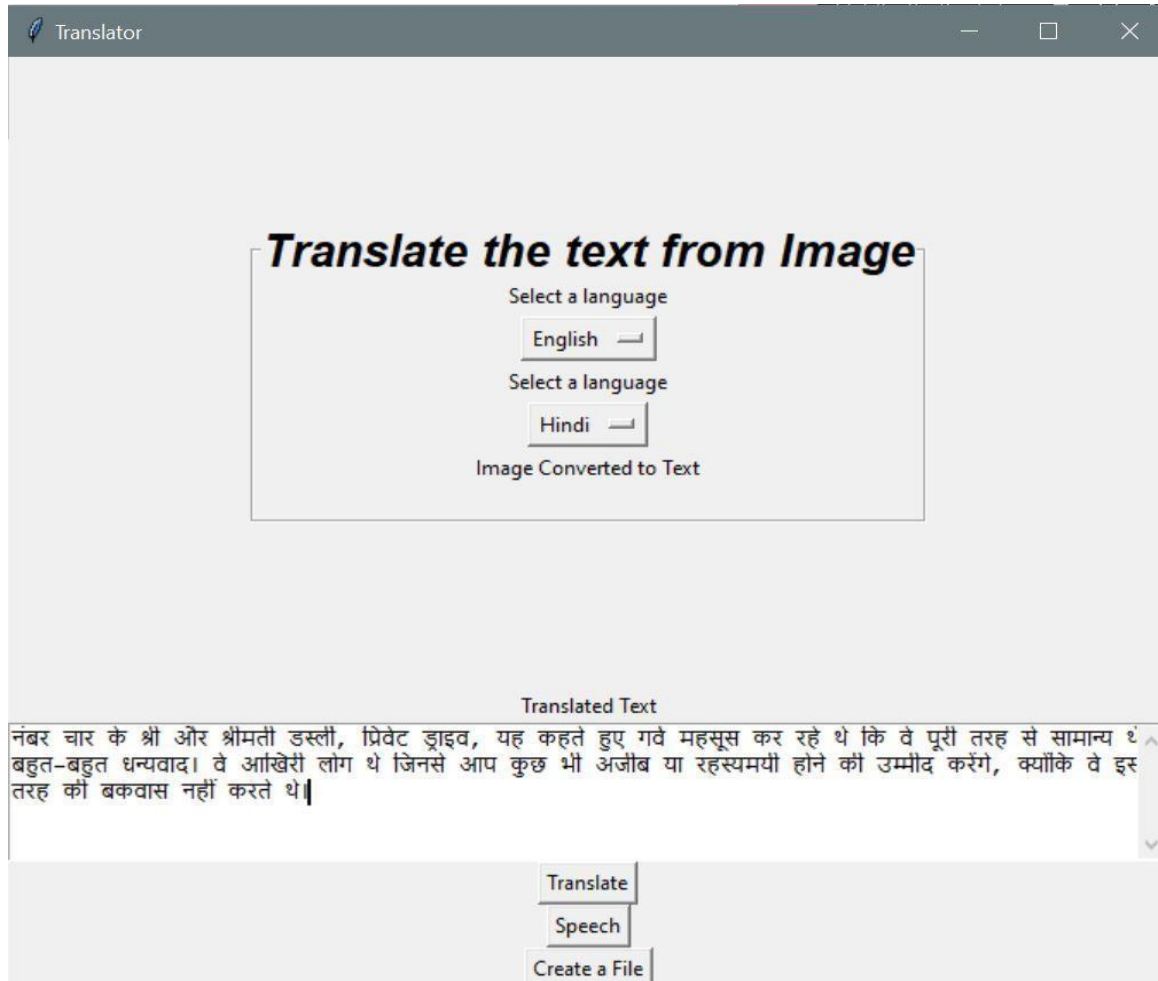 Translator
Translate the text from Image
Select a language
English
Select a language
Hindi
Image Converted to Text
Translated Text
नंबर चार के श्री और श्रीमती डर्स्ली, प्रिवेट ड्राइव, यह कहते हुए गर्व महसूस कर रहे थे कि वे पूरी तरह से सामान्य थे
बहुत-बहुत धन्यवाद। वे आखिरी लोग थे जिनसे आप कुछ भी अजीब या रहस्यमयी होने की उम्मीद करेंगे, क्योंकि वे इस
तरह की बकवास नहीं करते थे।
Translate
Speech
Create a File